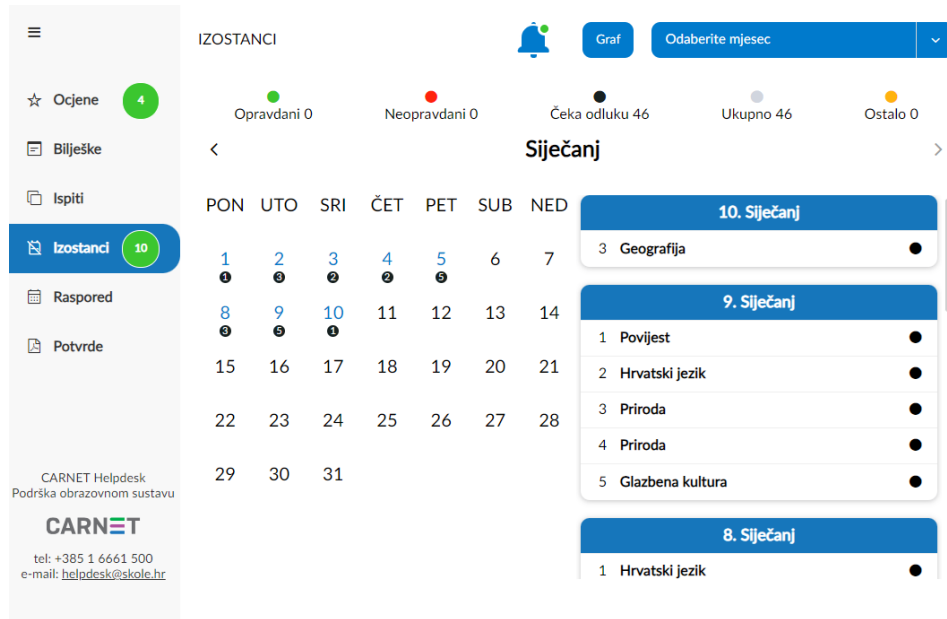 IZOSTANCI
Graf
Odaberite mjesec
Ocjene 4
Bilješke
Ispiti
Izostanci 10
Raspored
Potvrde
CARNET Helpdesk
Podrška obrazovnom sustavu
CARNET
tel: +385 1 6661 500
e-mail: helpdesk@skole.hr
Opravdani 0
Neopravdani 0
Čeka odluku 46
Ukupno 46
Ostalo 0
Siječanj
PON UTO SRI ČET PET SUB NED
1 2 3 4 5 6 7
1 3 2 2 5
8 9 10 11 12 13 14
3 5 1
15 16 17 18 19 20 21
22 23 24 25 26 27 28
29 30 31
10. Siječanj
3 Geografija
9. Siječanj
1 Povijest
2 Hrvatski jezik
3 Priroda
4 Priroda
5 Glazbena kultura
8. Siječanj
1 Hrvatski jezik